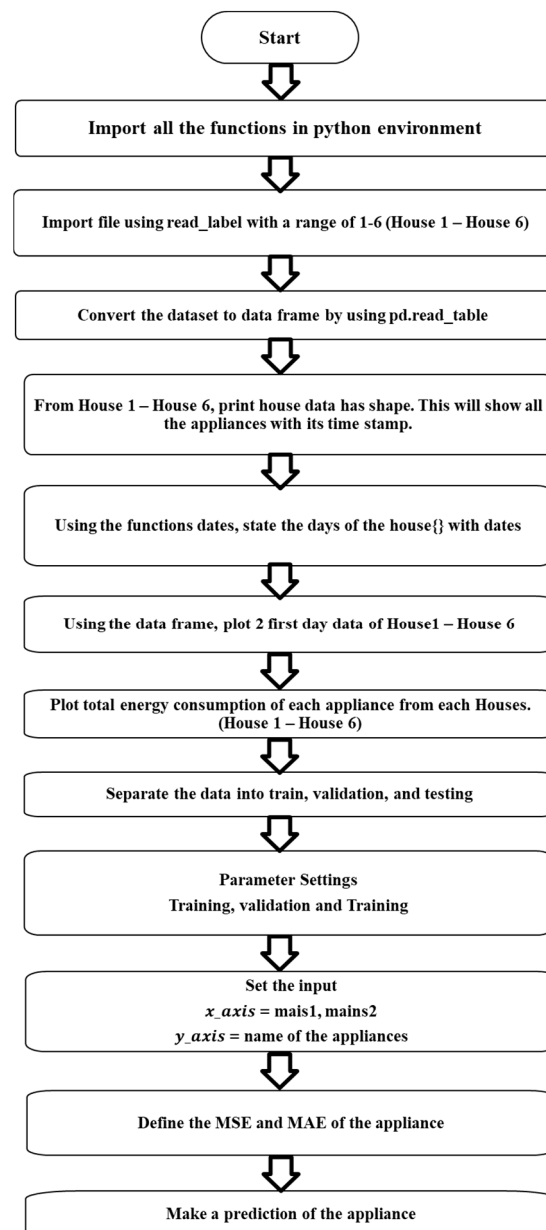 Start
Import all the functions in python environment
Import file using read_label with a range of 1-6 (House 1 – House 6)
Convert the dataset to data frame by using pd.read_table
From House 1 – House 6, print house data has shape. This will show all
the appliances with its time stamp.
Using the functions dates, state the days of the house{} with dates
Using the data frame, plot 2 first day data of House1 – House 6
Plot total energy consumption of each appliance from each Houses.
(House 1 – House 6)
Separate the data into train, validation, and testing
Parameter Settings
Training, validation and Training
Set the input
x_axis = mais1, mains2
y_axis = name of the appliances
Define the MSE and MAE of the appliance
Make a prediction of the appliance